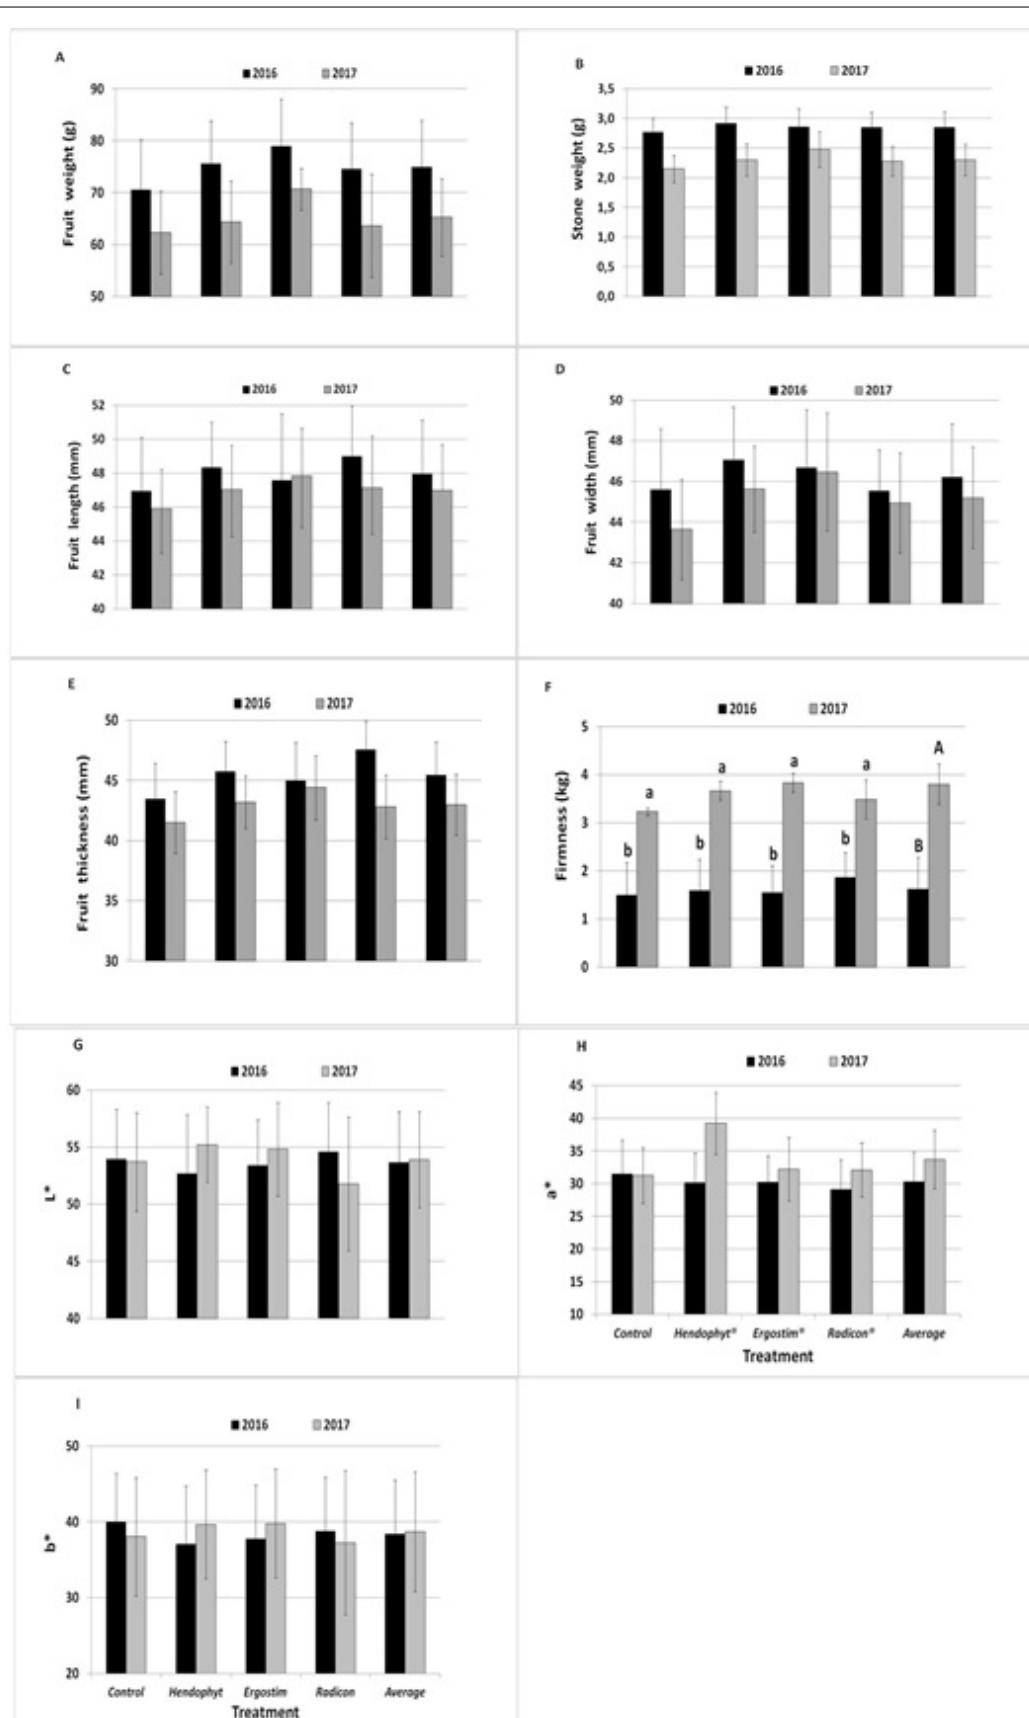 A
2016 2017
Fruit weight (g)
90
80
70
60
50
B
2016 2017
Stone weight (g)
3,5
3,0
2,5
2,0
1,5
1,0
0,5
0,0
C
2016 2017
Fruit length (mm)
52
50
48
46
44
42
40
D
2016 2017
Fruit width (mm)
50
48
46
44
42
40
E
2016 2017
Fruit thickness (mm)
50
45
40
35
30
F
2016 2017
Firmness (kg)
5
4
3
2
1
0
b a b a b a b a B A
G
2016 2017
L*
60
55
50
45
40
H
2016 2017
a*
45
40
35
30
25
20
15
10
Control Hendophyt® Ergostim® Radicon® Average
Treatment
I
2016 2017
b*
50
40
30
20
Control Hendophyt Ergostim Radicon Average
Treatment